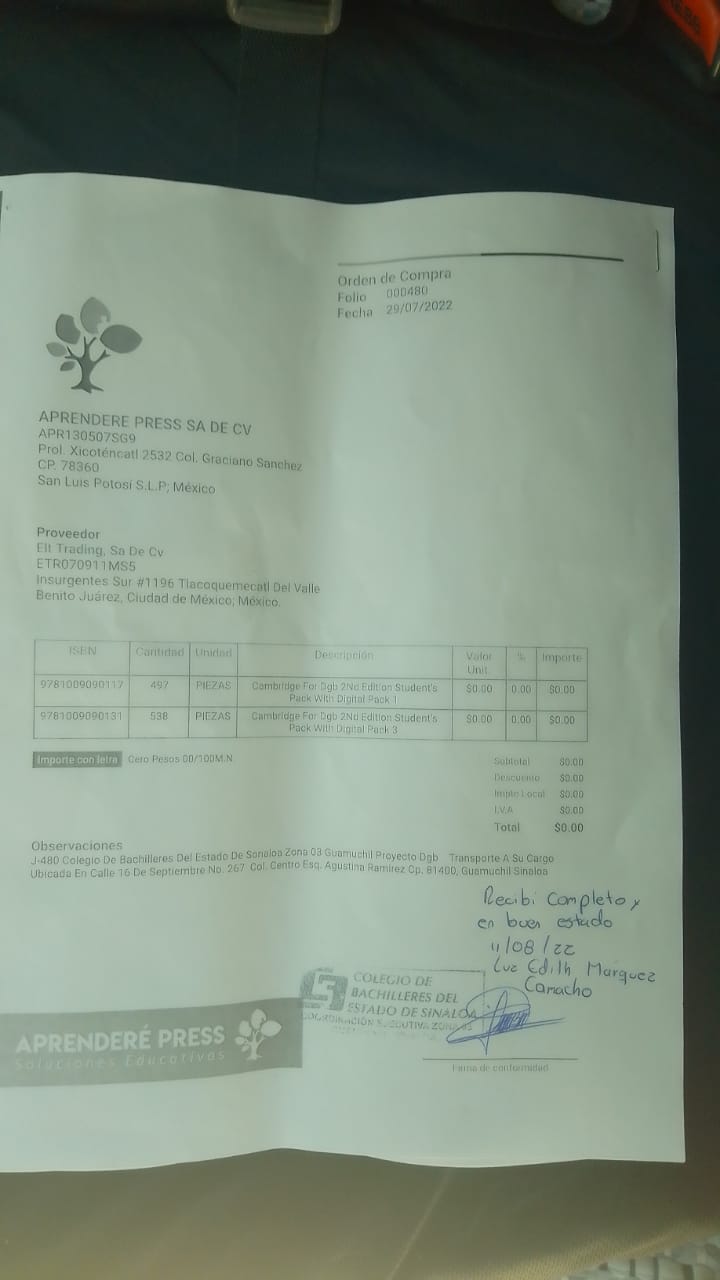 Orden de Compra
Folio 000480
Fecha 29/07/2022
APRENDERE PRESS SA DE CV
APR130507SG9
Prol. Xicoténcatl 2532 Col. Graciano Sanchez
CP. 78360
San Luis Potosí S.L.P; México
Proveedor
Elt Trading, Sa De Cv
ETR070911MS5
Insurgentes Sur #1196 Tlacoquemecatl Del Valle
Benito Juárez, Ciudad de México; México.
ISBN Cantidad Unidad Descripción Valor Unit. % Importe
9781009090117 497 PIEZAS Cambridge For Dgb 2Nd Edition Student's $0.00 0.00 $0.00
Pack With Digital Pack 1
9781009090131 538 PIEZAS Cambridge For Dgb 2Nd Edition Student's $0.00 0.00 $0.00
Pack With Digital Pack 3
Importe con letra Cero Pesos 00/100M.N.
Subtotal $0.00
Descuento $0.00
Impto Local $0.00
I.V.A $0.00
Total $0.00
Observaciones
J-480 Colegio De Bachilleres Del Estado De Sonaloa Zona 03 Guamuchil Proyecto Dgb Transporte A Su Cargo
Ubicada En Calle 16 De Septiembre No. 267 Col. Centro Esq. Agustina Ramirez Cp. 81400, Guamuchil Sinaloa
Recibi Completo y
en buen estado
11/08/22
Luz Edith Marquez
Camacho
COLEGIO DE
BACHILLERES DEL
ESTADO DE SINALOA
COORDINACIÓN EJECUTIVA ZONA 03
APRENDERÉ PRESS
Soluciones Educativas
Firma de conformidad